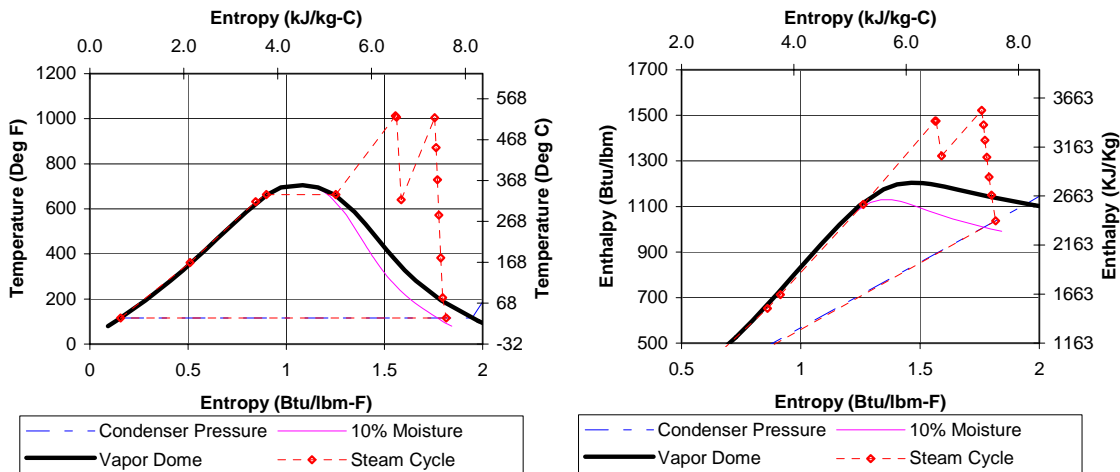 Entropy (kJ/kg-C)
0.0 2.0 4.0 6.0 8.0
1200
1000
800
600
400
200
0
Temperature (Deg F)
568
468
368
268
168
68
-32
Temperature (Deg C)
0 0.5 1 1.5 2
Entropy (Btu/lbm-F)
Condenser Pressure 10% Moisture
Vapor Dome Steam Cycle
Entropy (kJ/kg-C)
2.0 4.0 6.0 8.0
1700
1500
1300
1100
900
700
500
Enthalpy (Btu/lbm)
3663
3163
2663
2163
1663
1163
Enthalpy (KJ/Kg)
0.5 1 1.5 2
Entropy (Btu/lbm-F)
Condenser Pressure 10% Moisture
Vapor Dome Steam Cycle